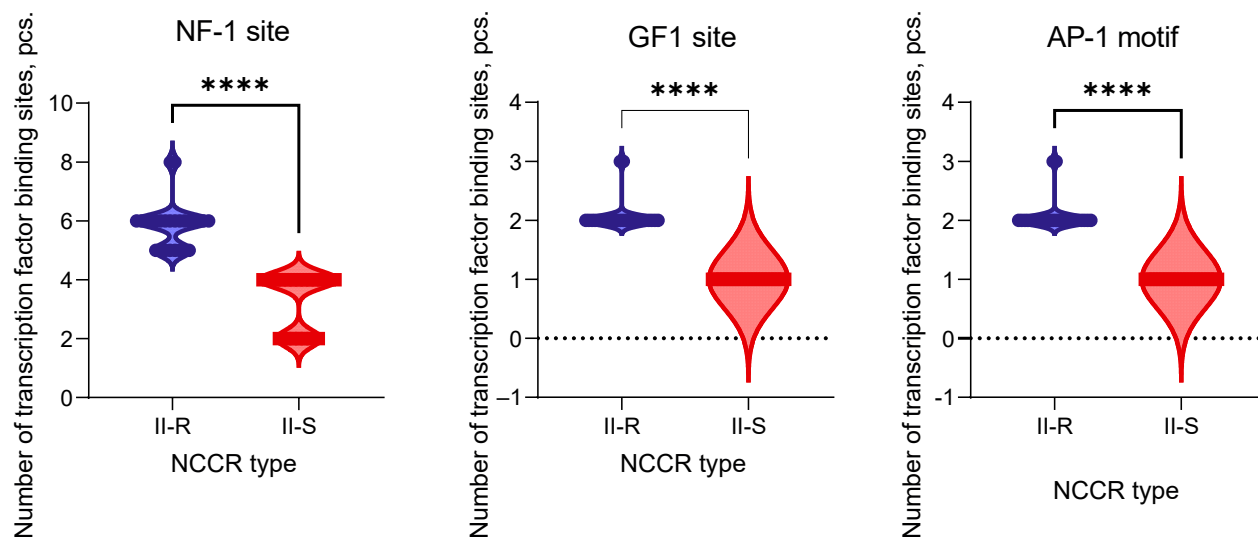 NF-1 site
Number of transcription factor binding sites, pcs.
****
10
8
6
4
2
0
II-R
II-S
NCCR type
GF1 site
Number of transcription factor binding sites, pcs.
****
4
3
2
1
0
–1
II-R
II-S
NCCR type
AP-1 motif
Number of transcription factor binding sites, pcs.
****
4
3
2
1
0
-1
II-R
II-S
NCCR type